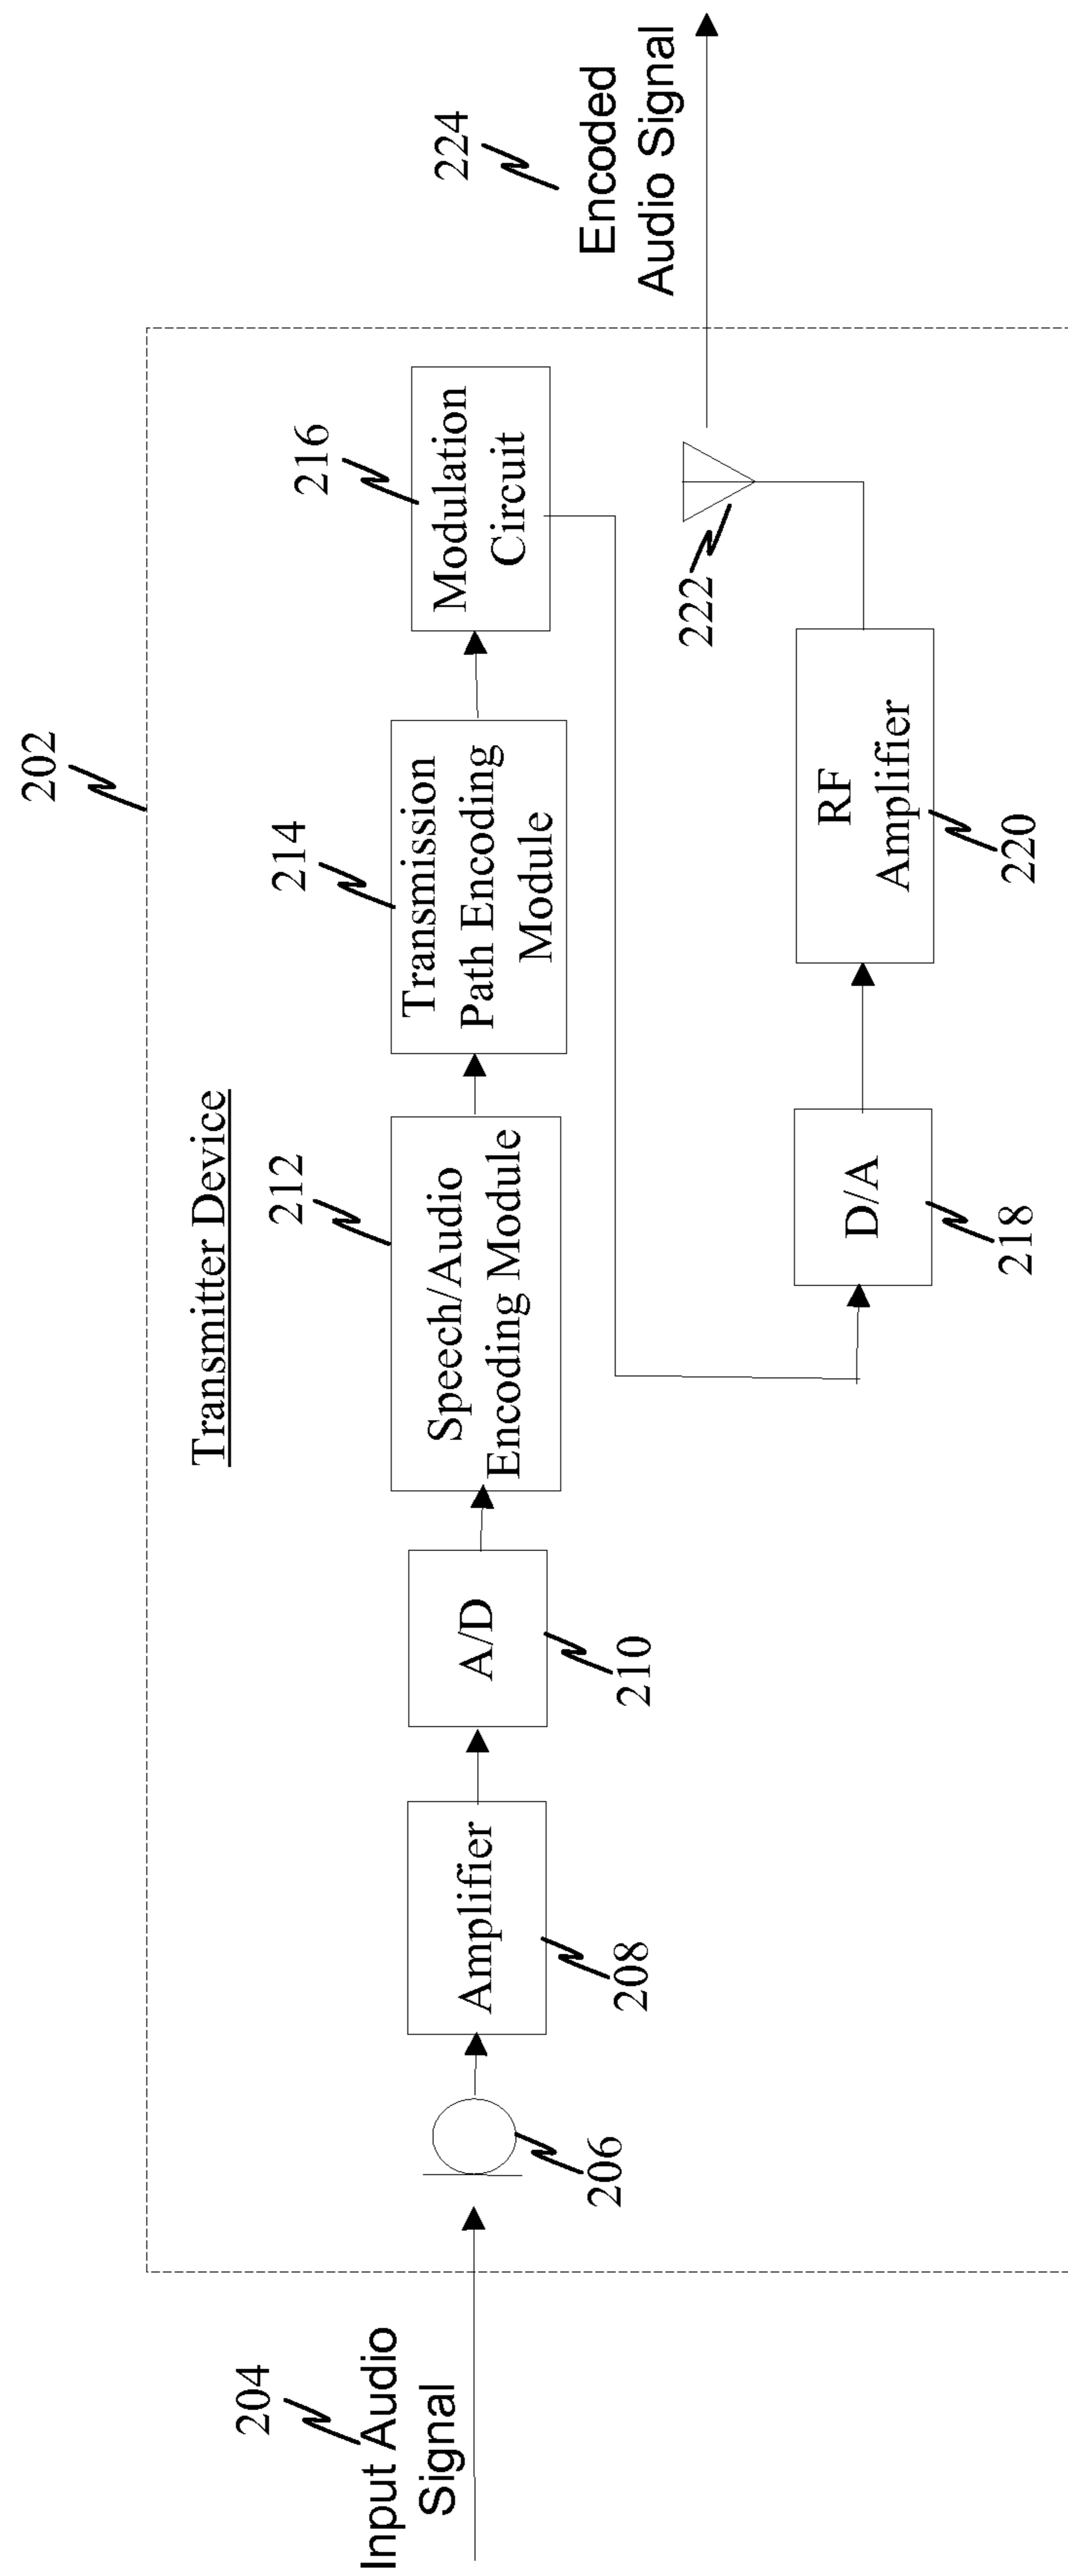 202
Transmitter Device
204
Input Audio
Signal
206
Amplifier
208
A/D
210
212
Speech/Audio
Encoding Module
214
Transmission
Path Encoding
Module
216
Modulation
Circuit
D/A
218
RF
Amplifier
220
222
224
Encoded
Audio Signal